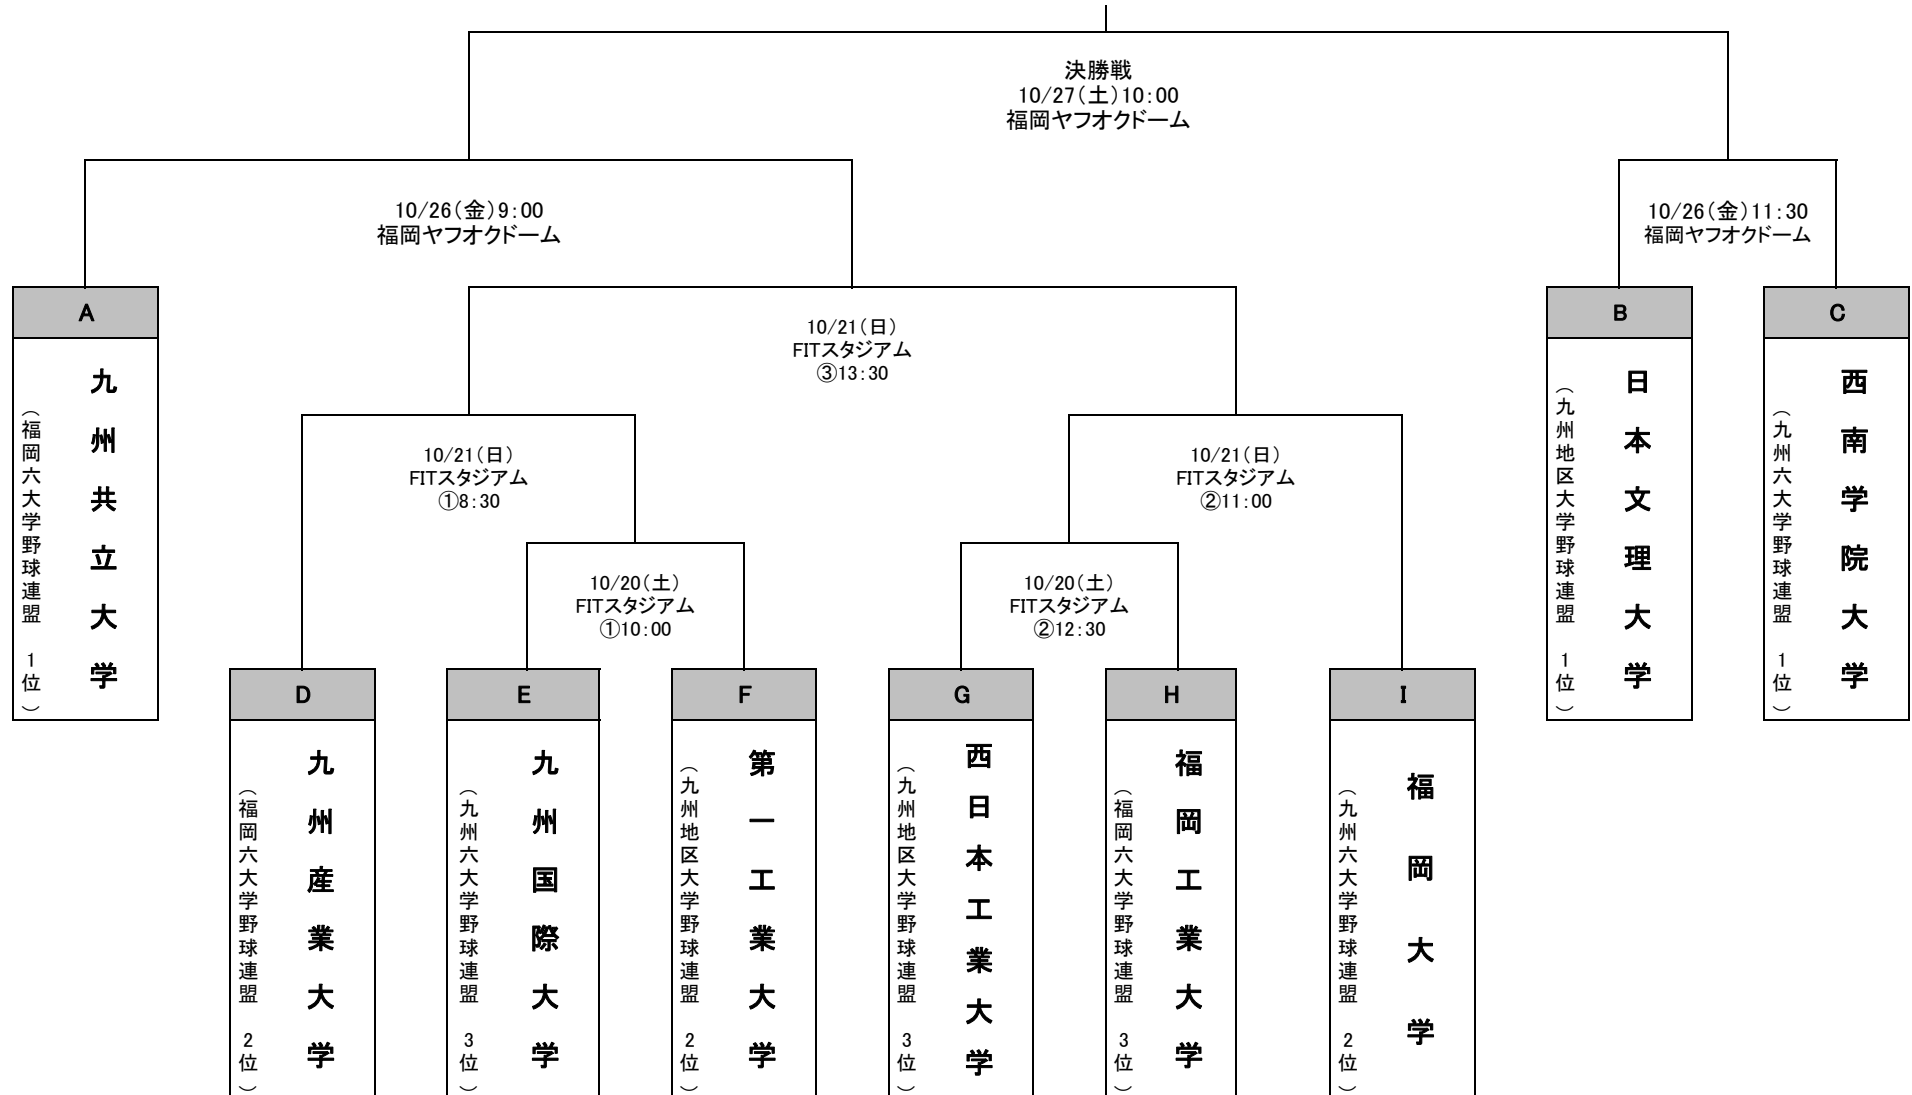 決勝戦
10/27(土)10:00
福岡ヤフオクドーム
10/26(金)9:00
福岡ヤフオクドーム
10/26(金)11:30
福岡ヤフオクドーム
A
九州共立大学
(福岡六大学野球連盟 1位)
B
日本文理大学
(九州地区大学野球連盟 1位)
C
西南学院大学
(九州六大学野球連盟 1位)
10/21(日)
FITスタジアム
③13:30
10/21(日)
FITスタジアム
①8:30
10/21(日)
FITスタジアム
②11:00
10/20(土)
FITスタジアム
①10:00
10/20(土)
FITスタジアム
②12:30
D
九州産業大学
(福岡六大学野球連盟 2位)
E
九州国際大学
(九州六大学野球連盟 3位)
F
第一工業大学
(九州地区大学野球連盟 2位)
G
西日本工業大学
(九州地区大学野球連盟 3位)
H
福岡工業大学
(福岡六大学野球連盟 3位)
I
福岡大学
(九州六大学野球連盟 2位)